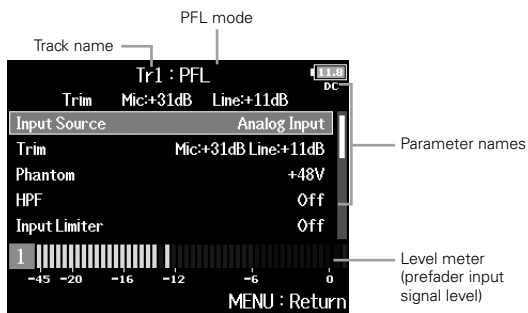 PFL mode
Track name
Tr1 : PFL
11.8
DC
Trim Mic:+31dB Line:+11dB
Input Source Analog Input
Trim Mic:+31dB Line:+11dB
Parameter names
Phantom +48V
HPF Off
Input Limiter Off
1
Level meter
(prefader input
signal level)
-45 -20 -16 -12 -6 0
MENU : Return